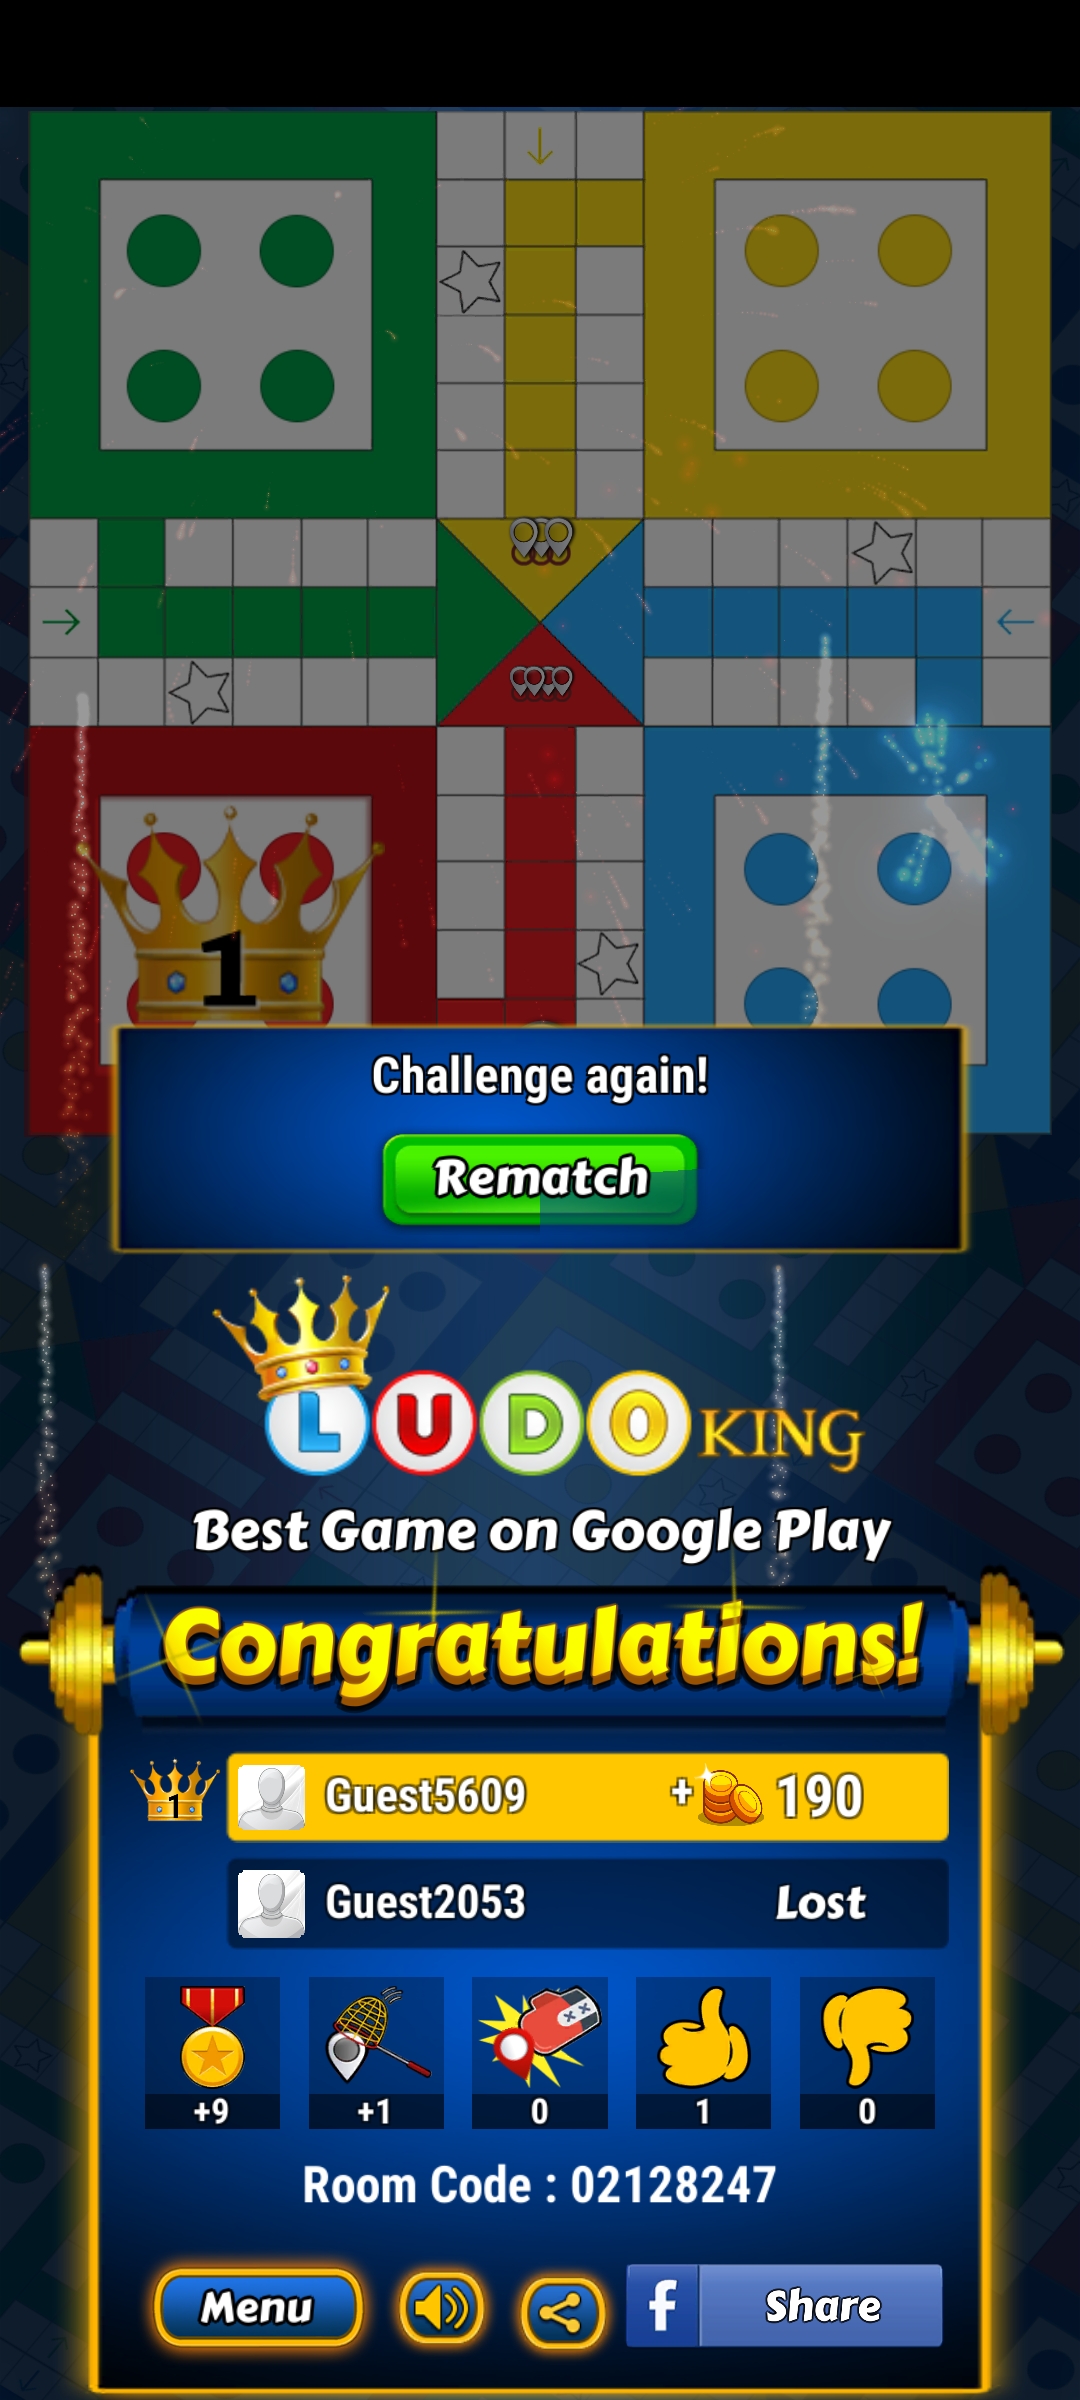 1
Challenge again!
Rematch
LUDO KING
Best Game on Google Play
Congratulations!
1 Guest5609 + 190
Guest2053 Lost
+9 +1 0 1 0
Room Code : 02128247
Menu f Share